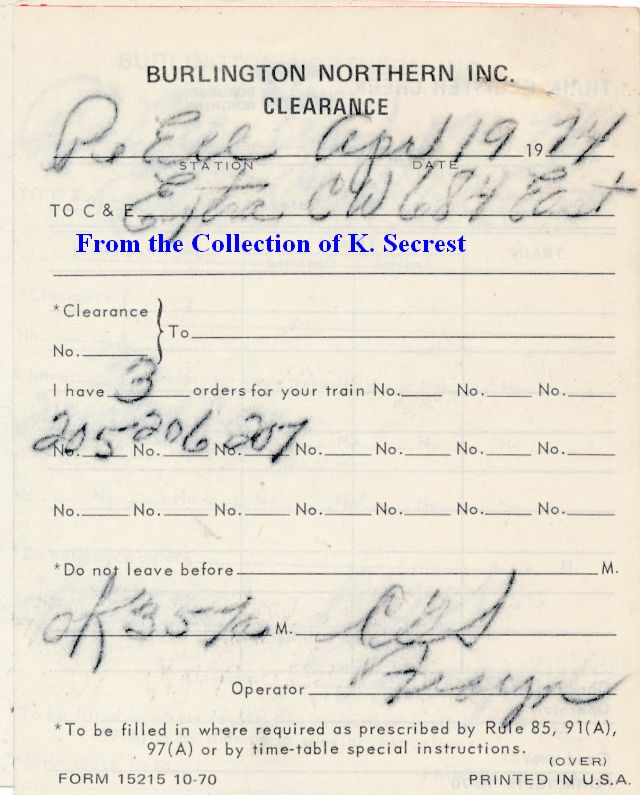 BURLINGTON NORTHERN INC.
CLEARANCE
Pe Ell April 19 19 74
STATION DATE
TO C & E Extra CW 684 East
From the Collection of K. Secrest
*Clearance
To
No.
I have 3 orders for your train No. No. No.
205 206 207
No. No. No. No. No. No. No.
No. No. No. No. No. No. No.
*Do not leave before M.
ok 357a M. CGS
Operator
*To be filled in where required as prescribed by Rule 85, 91(A),
97(A) or by time-table special instructions.
(OVER)
FORM 15215 10-70 PRINTED IN U.S.A.